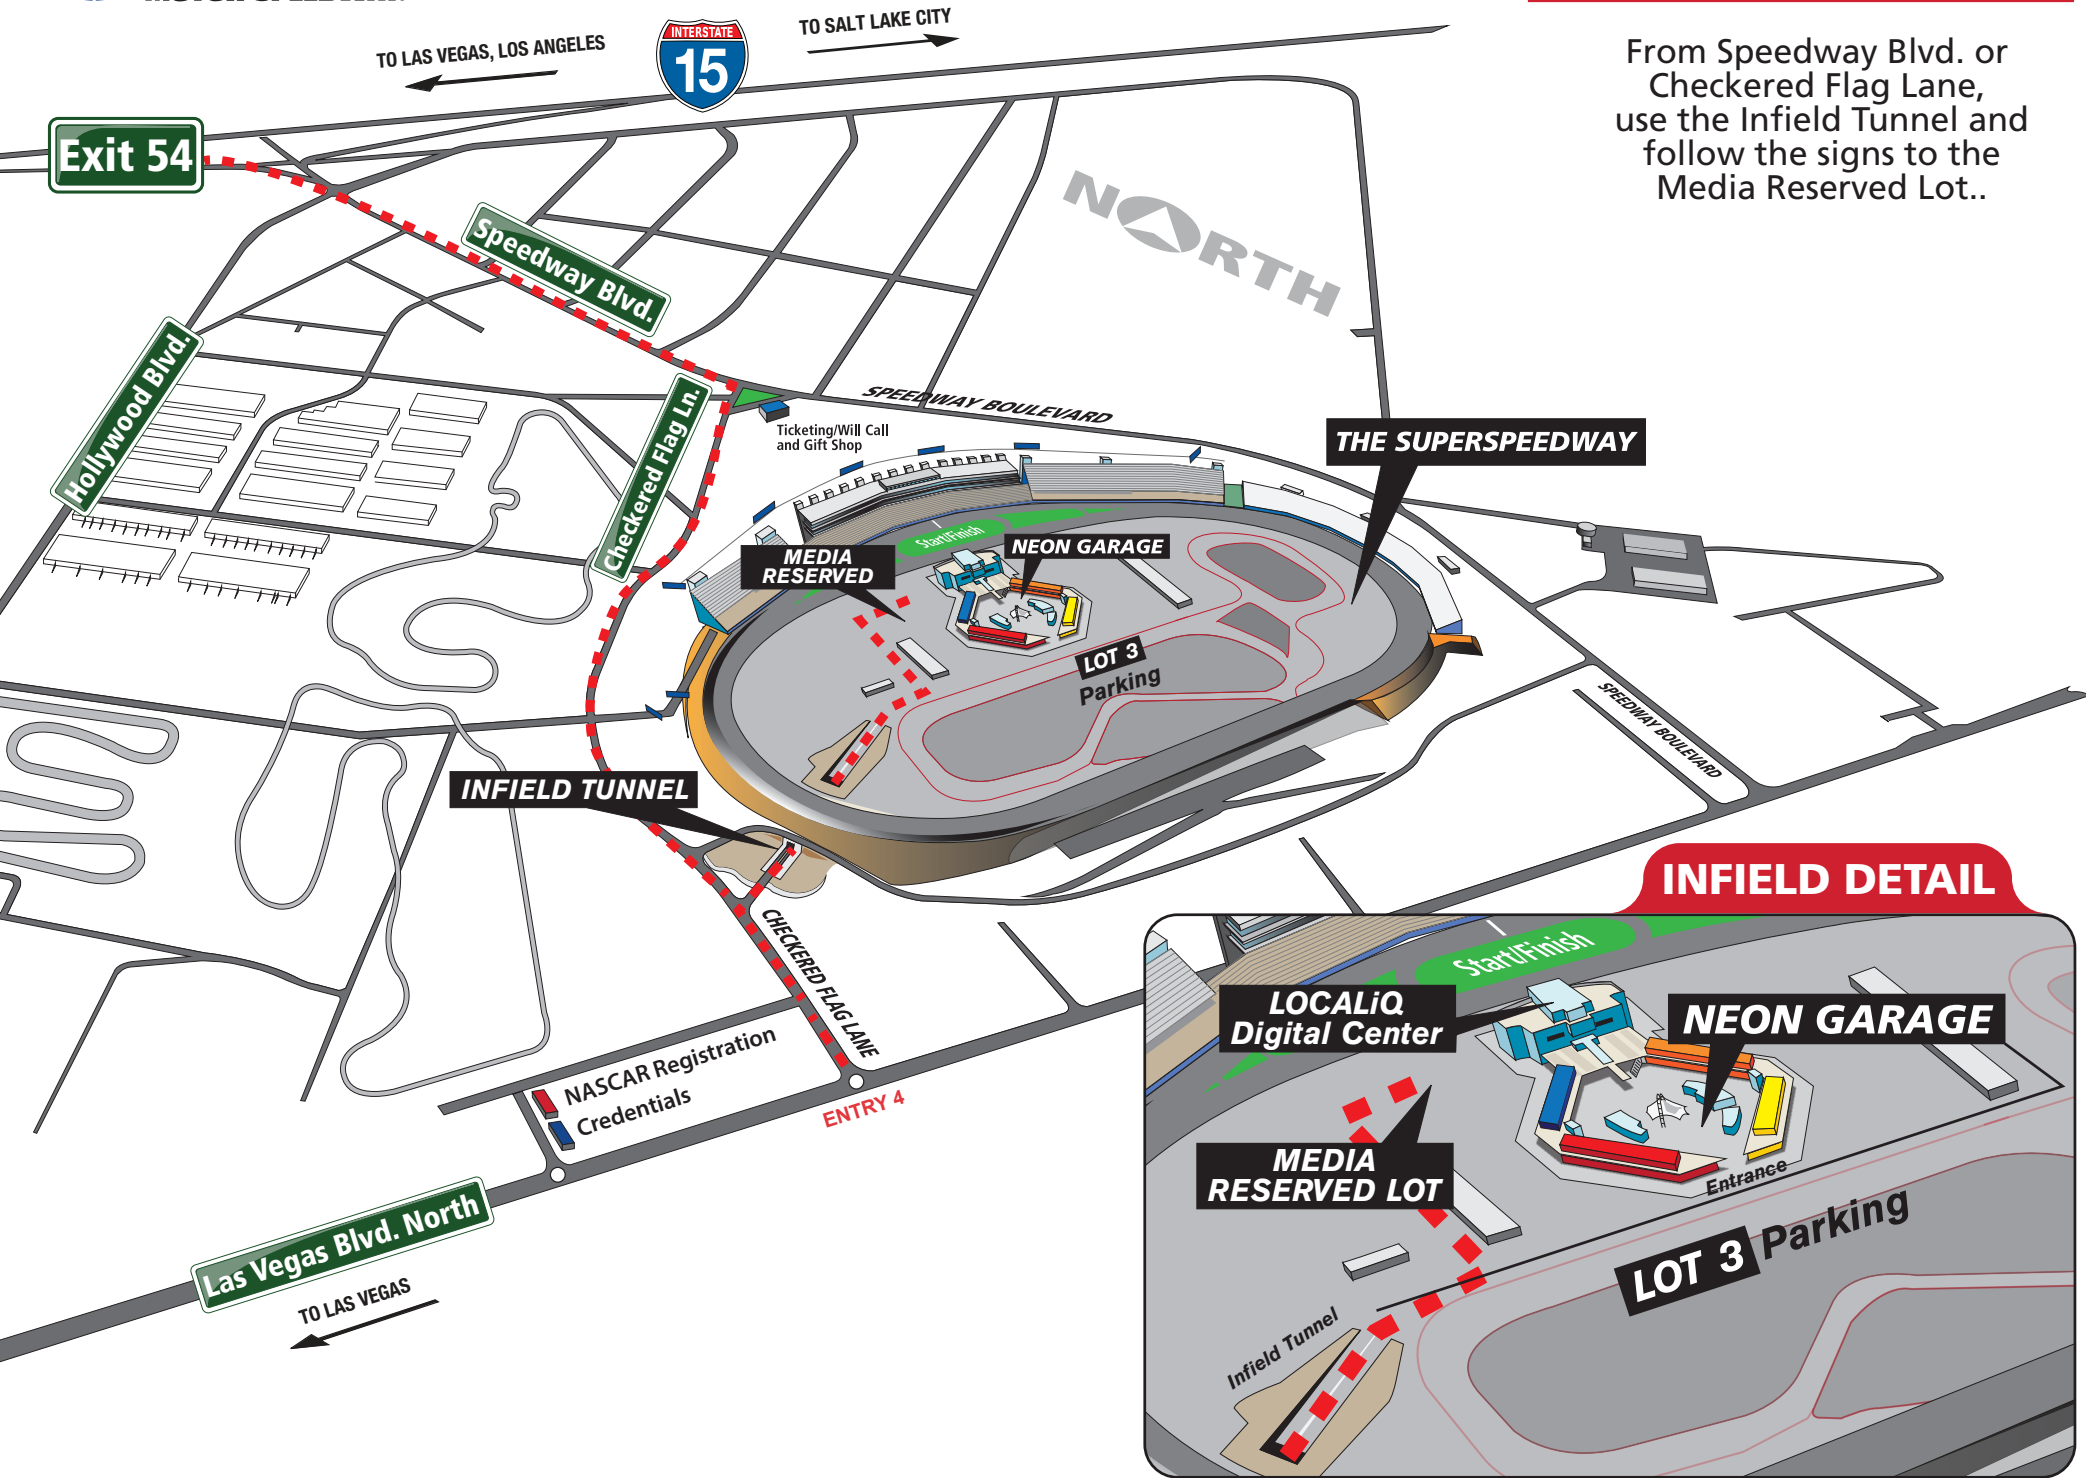 TO LAS VEGAS, LOS ANGELES
INTERSTATE
15
TO SALT LAKE CITY
From Speedway Blvd. or
Checkered Flag Lane,
use the Infield Tunnel and
follow the signs to the
Media Reserved Lot..
Exit 54
NORTH
Speedway Blvd.
Hollywood Blvd.
Checkered Flag Ln.
SPEEDWAY BOULEVARD
Ticketing/Will Call
and Gift Shop
THE SUPERSPEEDWAY
Start/Finish
MEDIA
RESERVED
NEON GARAGE
LOT 3
Parking
SPEEDWAY BOULEVARD
INFIELD TUNNEL
CHECKERED FLAG LANE
NASCAR Registration
Credentials
ENTRY 4
Las Vegas Blvd. North
TO LAS VEGAS
INFIELD DETAIL
Start/Finish
LOCALiQ
Digital Center
NEON GARAGE
MEDIA
RESERVED LOT
Entrance
LOT 3 Parking
Infield Tunnel